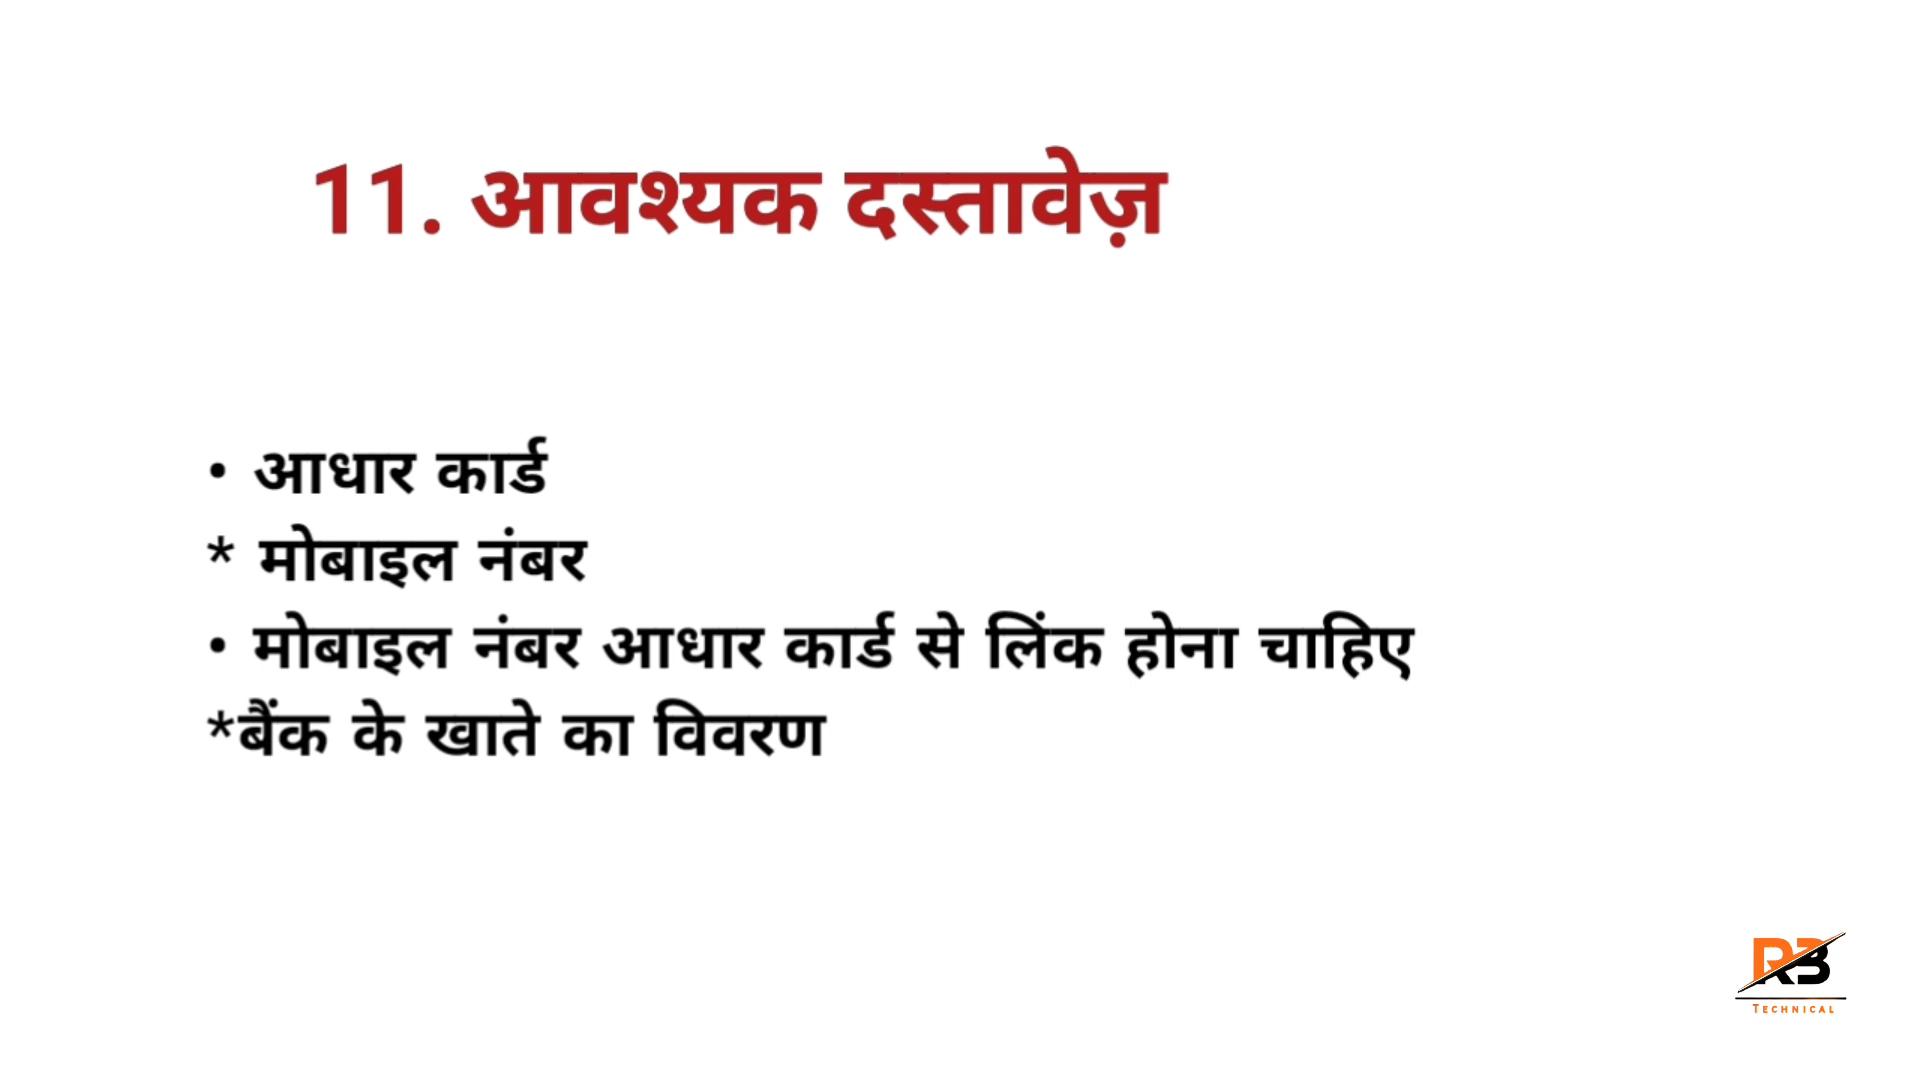 11. आवश्यक दस्तावेज़
• आधार कार्ड
* मोबाइल नंबर
• मोबाइल नंबर आधार कार्ड से लिंक होना चाहिए
*बैंक के खाते का विवरण
RB
TECHNICAL